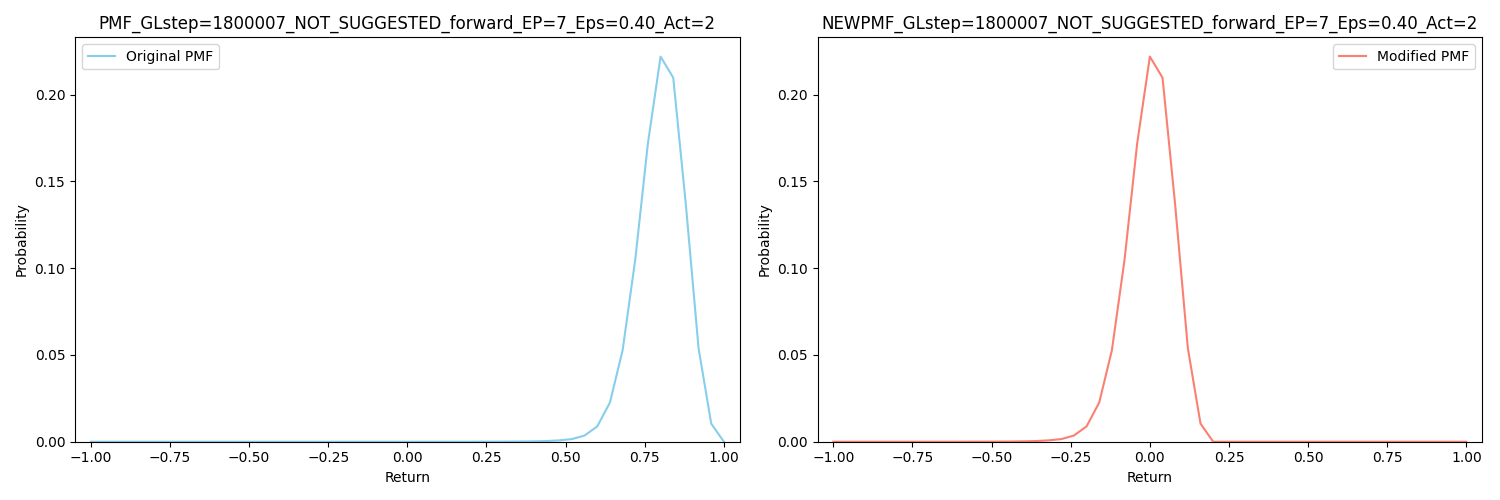 PMF_GLstep=1800007_NOT_SUGGESTED_forward_EP=7_Eps=0.40_Act=2
Original PMF
Probability
0.20
0.15
0.10
0.05
0.00
−1.00 −0.75 −0.50 −0.25 0.00 0.25 0.50 0.75 1.00
Return
NEWPMF_GLstep=1800007_NOT_SUGGESTED_forward_EP=7_Eps=0.40_Act=2
Modified PMF
Probability
0.20
0.15
0.10
0.05
0.00
−1.00 −0.75 −0.50 −0.25 0.00 0.25 0.50 0.75 1.00
Return